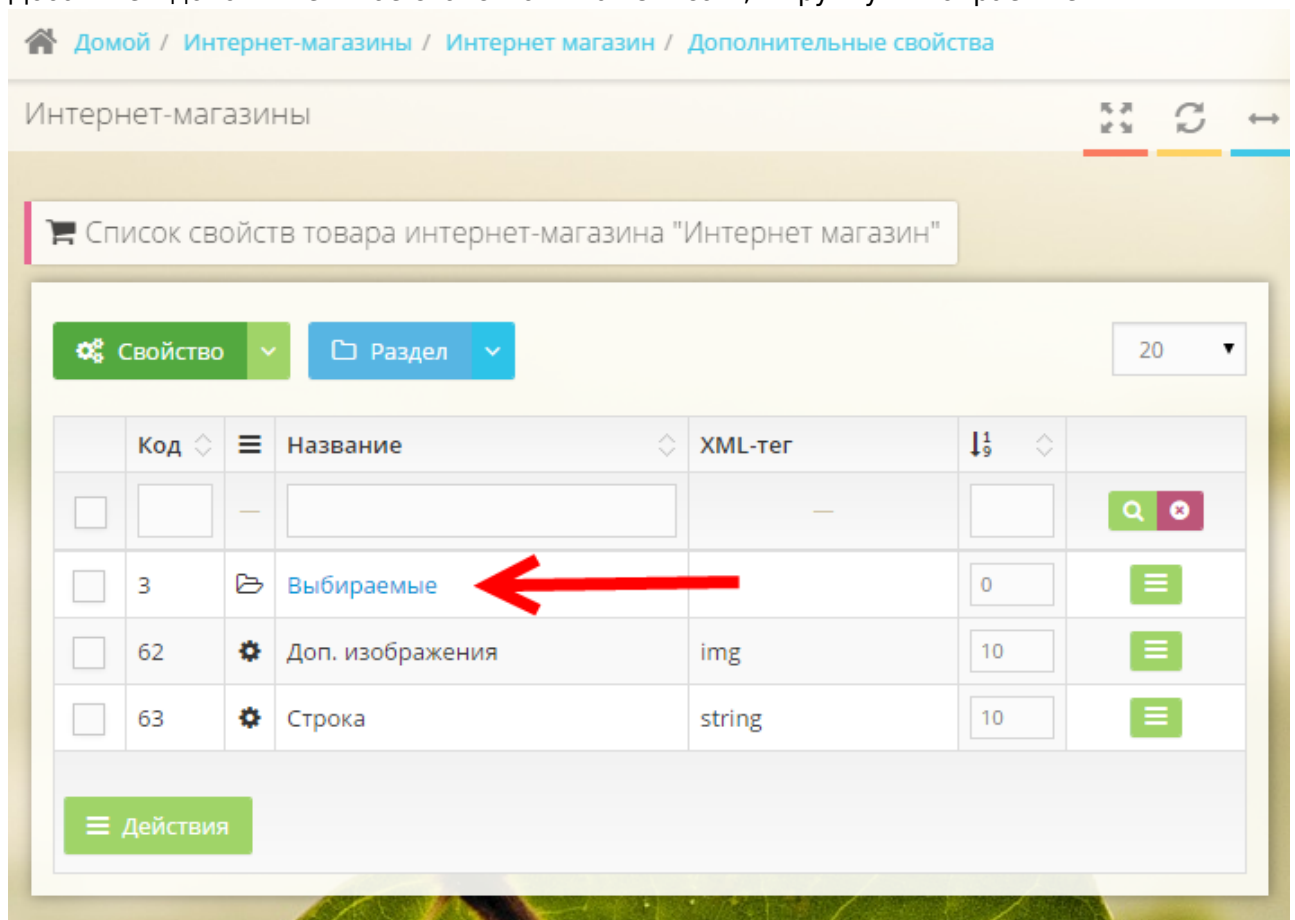 Домой / Интернет-магазины / Интернет магазин / Дополнительные свойства
Интернет-магазины
Список свойств товара интернет-магазина "Интернет магазин"
Свойство Раздел 20
Код Название XML-тег
3 Выбираемые 0
62 Доп. изображения img 10
63 Строка string 10
Действия